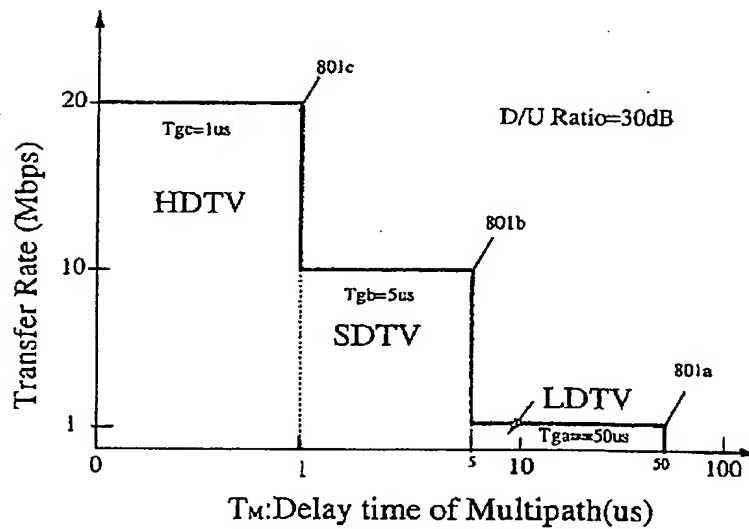 801c
20
Tgc=1us
D/U Ratio=30dB
HDTV
801b
10
Tgb=5us
SDTV
801a
LDTV
1
Tga==50us
0
1
5
10
50
100
TM:Delay time of Multipath(us)
Transfer Rate (Mbps)